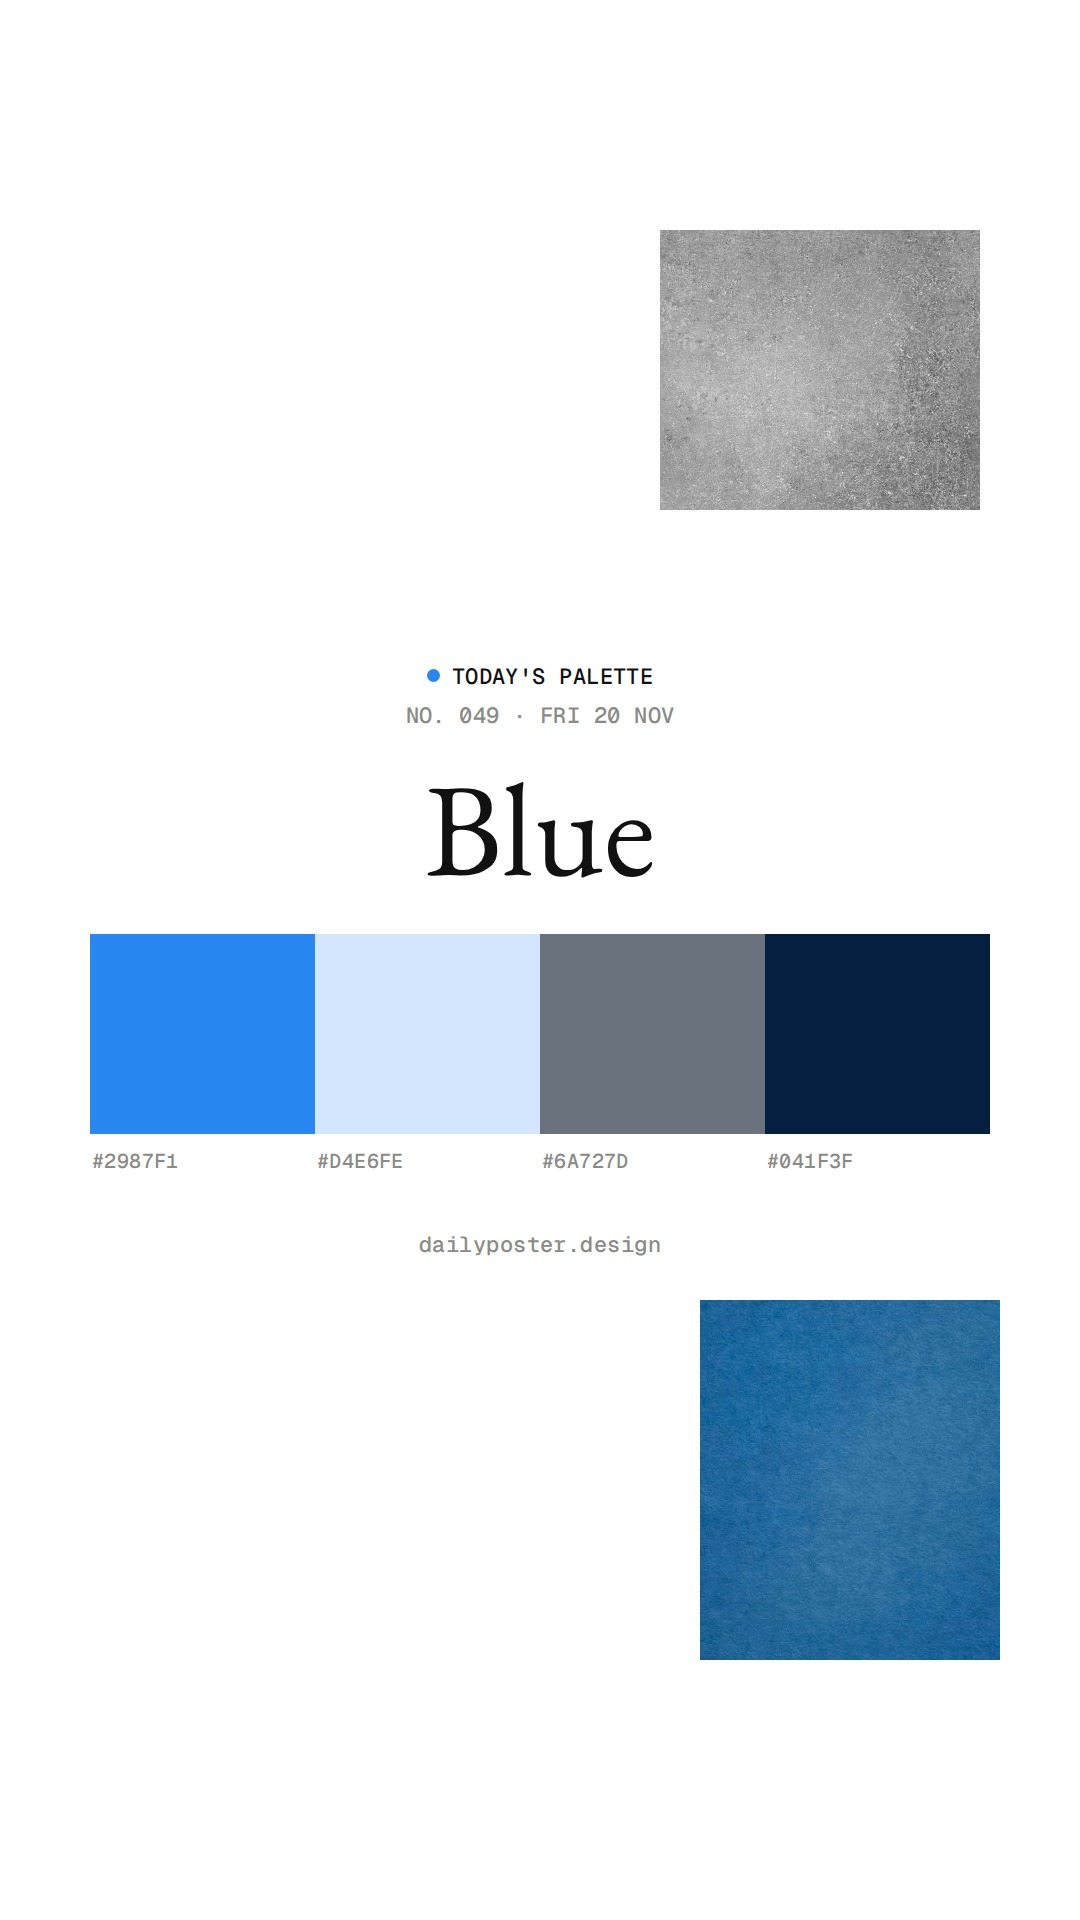 TODAY'S PALETTE
NO. 049 · FRI 20 NOV
Blue
#2987F1 #D4E6FE #6A727D #041F3F
dailyposter.design